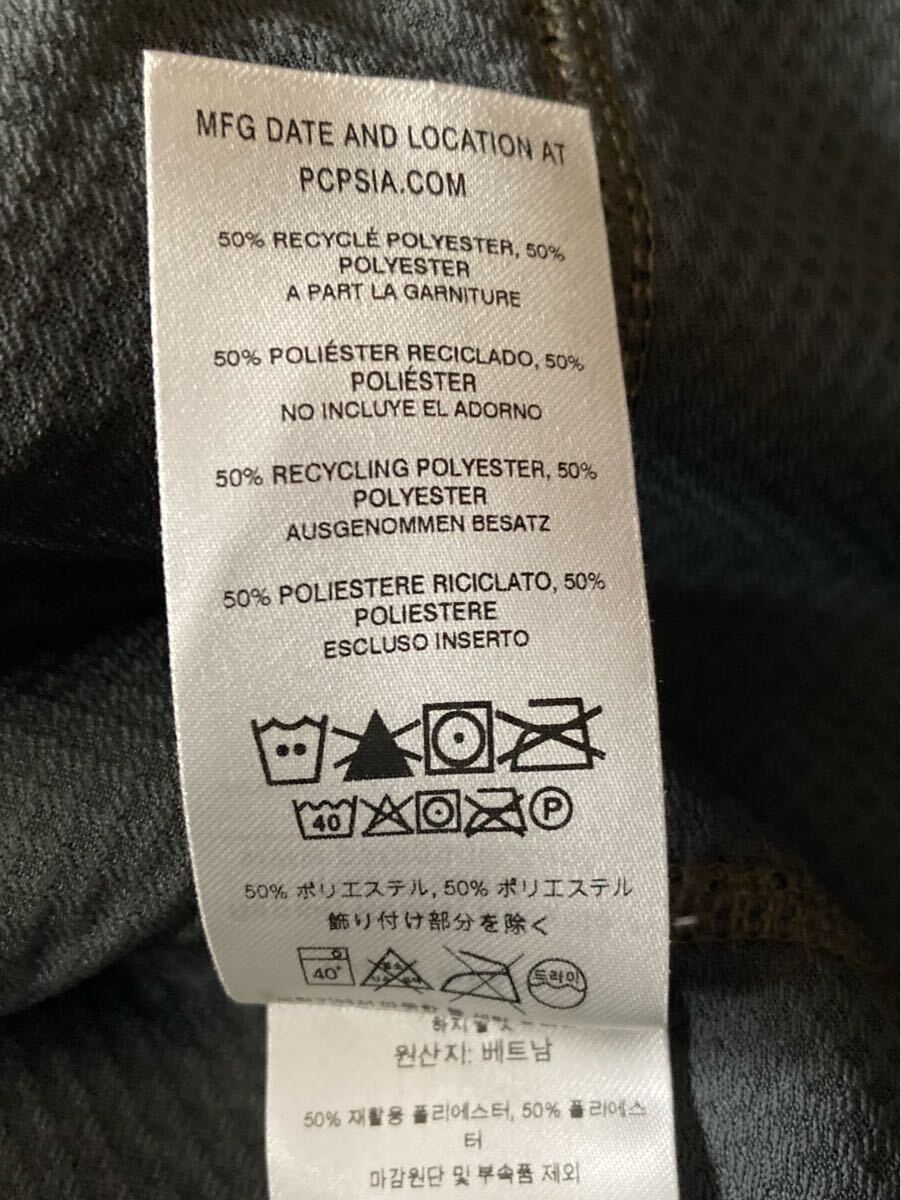 MFG DATE AND LOCATION AT
PCPSIA.COM
50% RECYCLÉ POLYESTER, 50%
POLYESTER
A PART LA GARNITURE
50% POLIÉSTER RECICLADO, 50%
POLIÉSTER
NO INCLUYE EL ADORNO
50% RECYCLING POLYESTER, 50%
POLYESTER
AUSGENOMMEN BESATZ
50% POLIESTERE RICICLATO, 50%
POLIESTERE
ESCLUSO INSERTO
40
P
50% ポリエステル, 50% ポリエステル
飾り付け部分を除く
40°
드라이
하지
원산지: 베트남
50% 재활용 폴리에스터, 50% 폴리에스
터
마감원단 및 부속품 제외